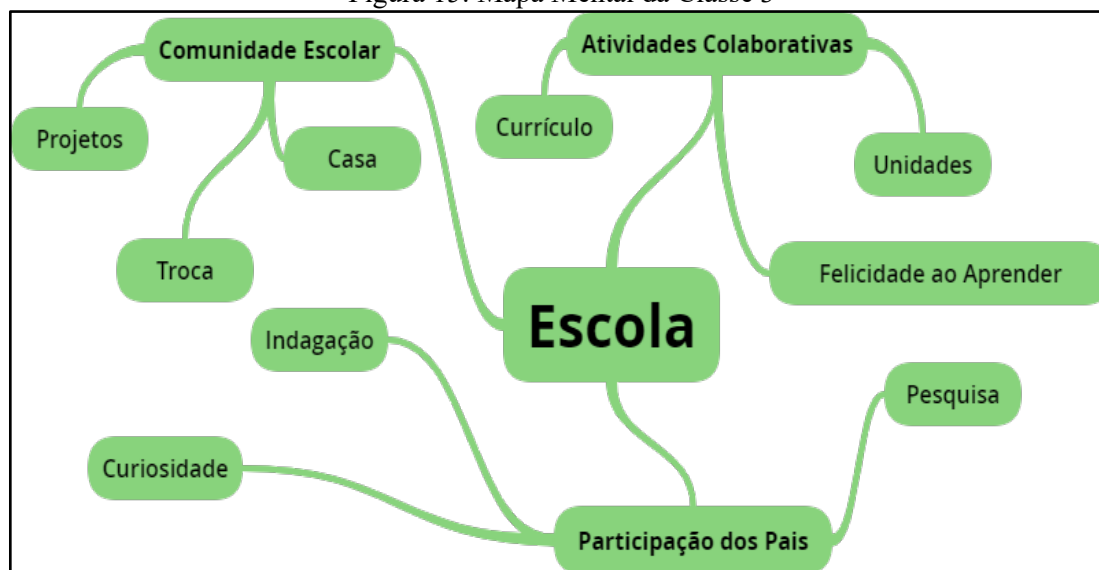 Figura 15: Mapa Mental da Classe 3
Comunidade Escolar
Projetos
Casa
Troca
Atividades Colaborativas
Currículo
Unidades
Felicidade ao Aprender
Escola
Indagação
Curiosidade
Pesquisa
Participação dos Pais